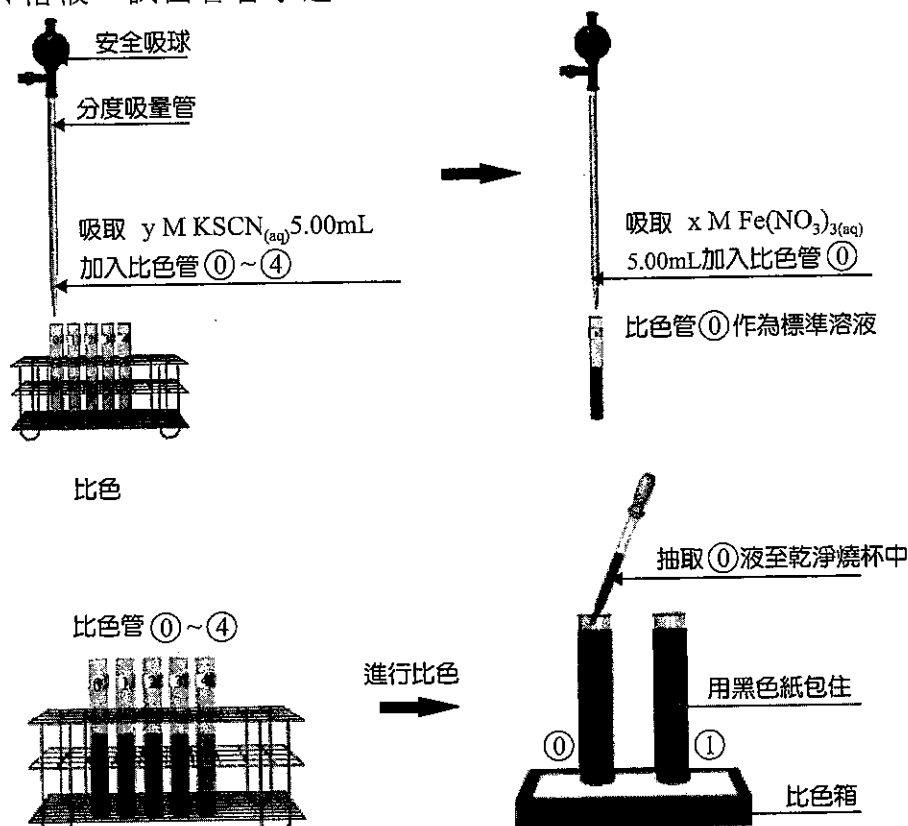 安全吸球
分度吸量管
吸取 y M KSCN(aq)5.00mL
加入比色管⓪~④
吸取 x M Fe(NO3)3(aq)
5.00mL加入比色管⓪
比色管⓪作為標準溶液
比色
抽取⓪液至乾淨燒杯中
比色管⓪~④
進行比色
用黑色紙包住
⓪
①
比色箱